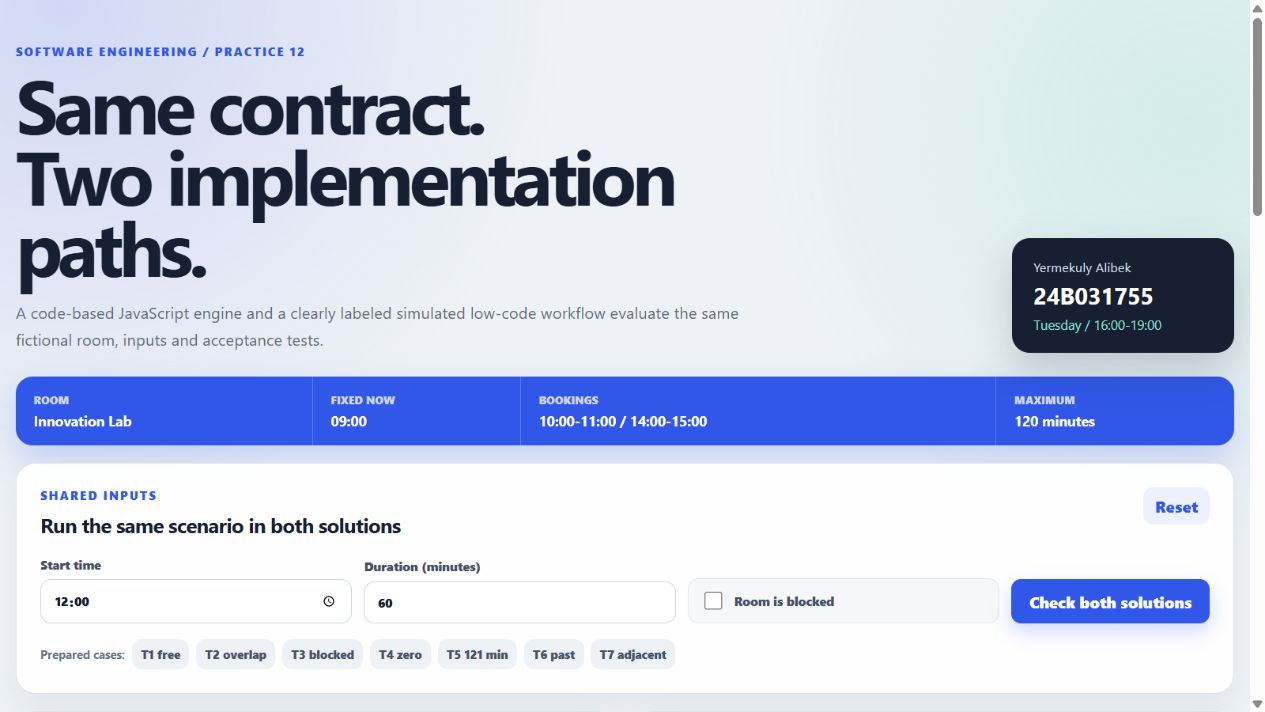 SOFTWARE ENGINEERING / PRACTICE 12
Same contract.
Two implementation
paths.
A code-based JavaScript engine and a clearly labeled simulated low-code workflow evaluate the same
fictional room, inputs and acceptance tests.
Yermekuly Alibek
24B031755
Tuesday / 16:00-19:00
ROOM
Innovation Lab
FIXED NOW
09:00
BOOKINGS
10:00-11:00 / 14:00-15:00
MAXIMUM
120 minutes
SHARED INPUTS
Run the same scenario in both solutions
Reset
Start time
12:00
Duration (minutes)
60
Room is blocked
Check both solutions
Prepared cases:
T1 free
T2 overlap
T3 blocked
T4 zero
T5 121 min
T6 past
T7 adjacent